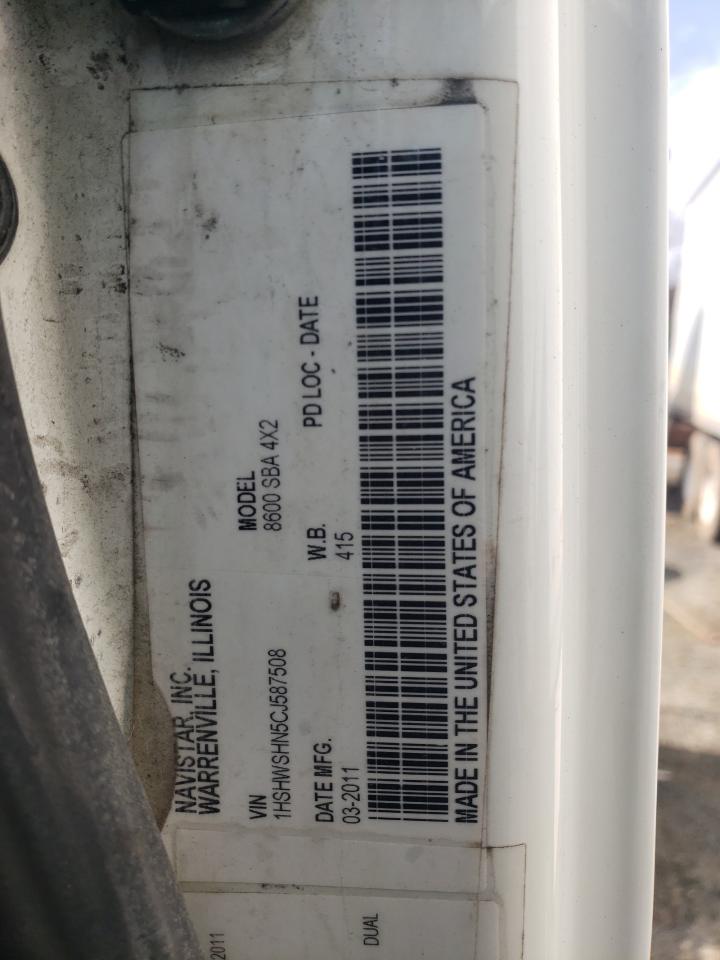 NAVISTAR, INC.
WARRENVILLE, ILLINOIS
VIN
1HSHWSHN5CJ587508
MODEL
8600 SBA 4X2
DATE MFG.
03-2011
W.B.
415
PD LOC - DATE
MADE IN THE UNITED STATES OF AMERICA
2011
DUAL